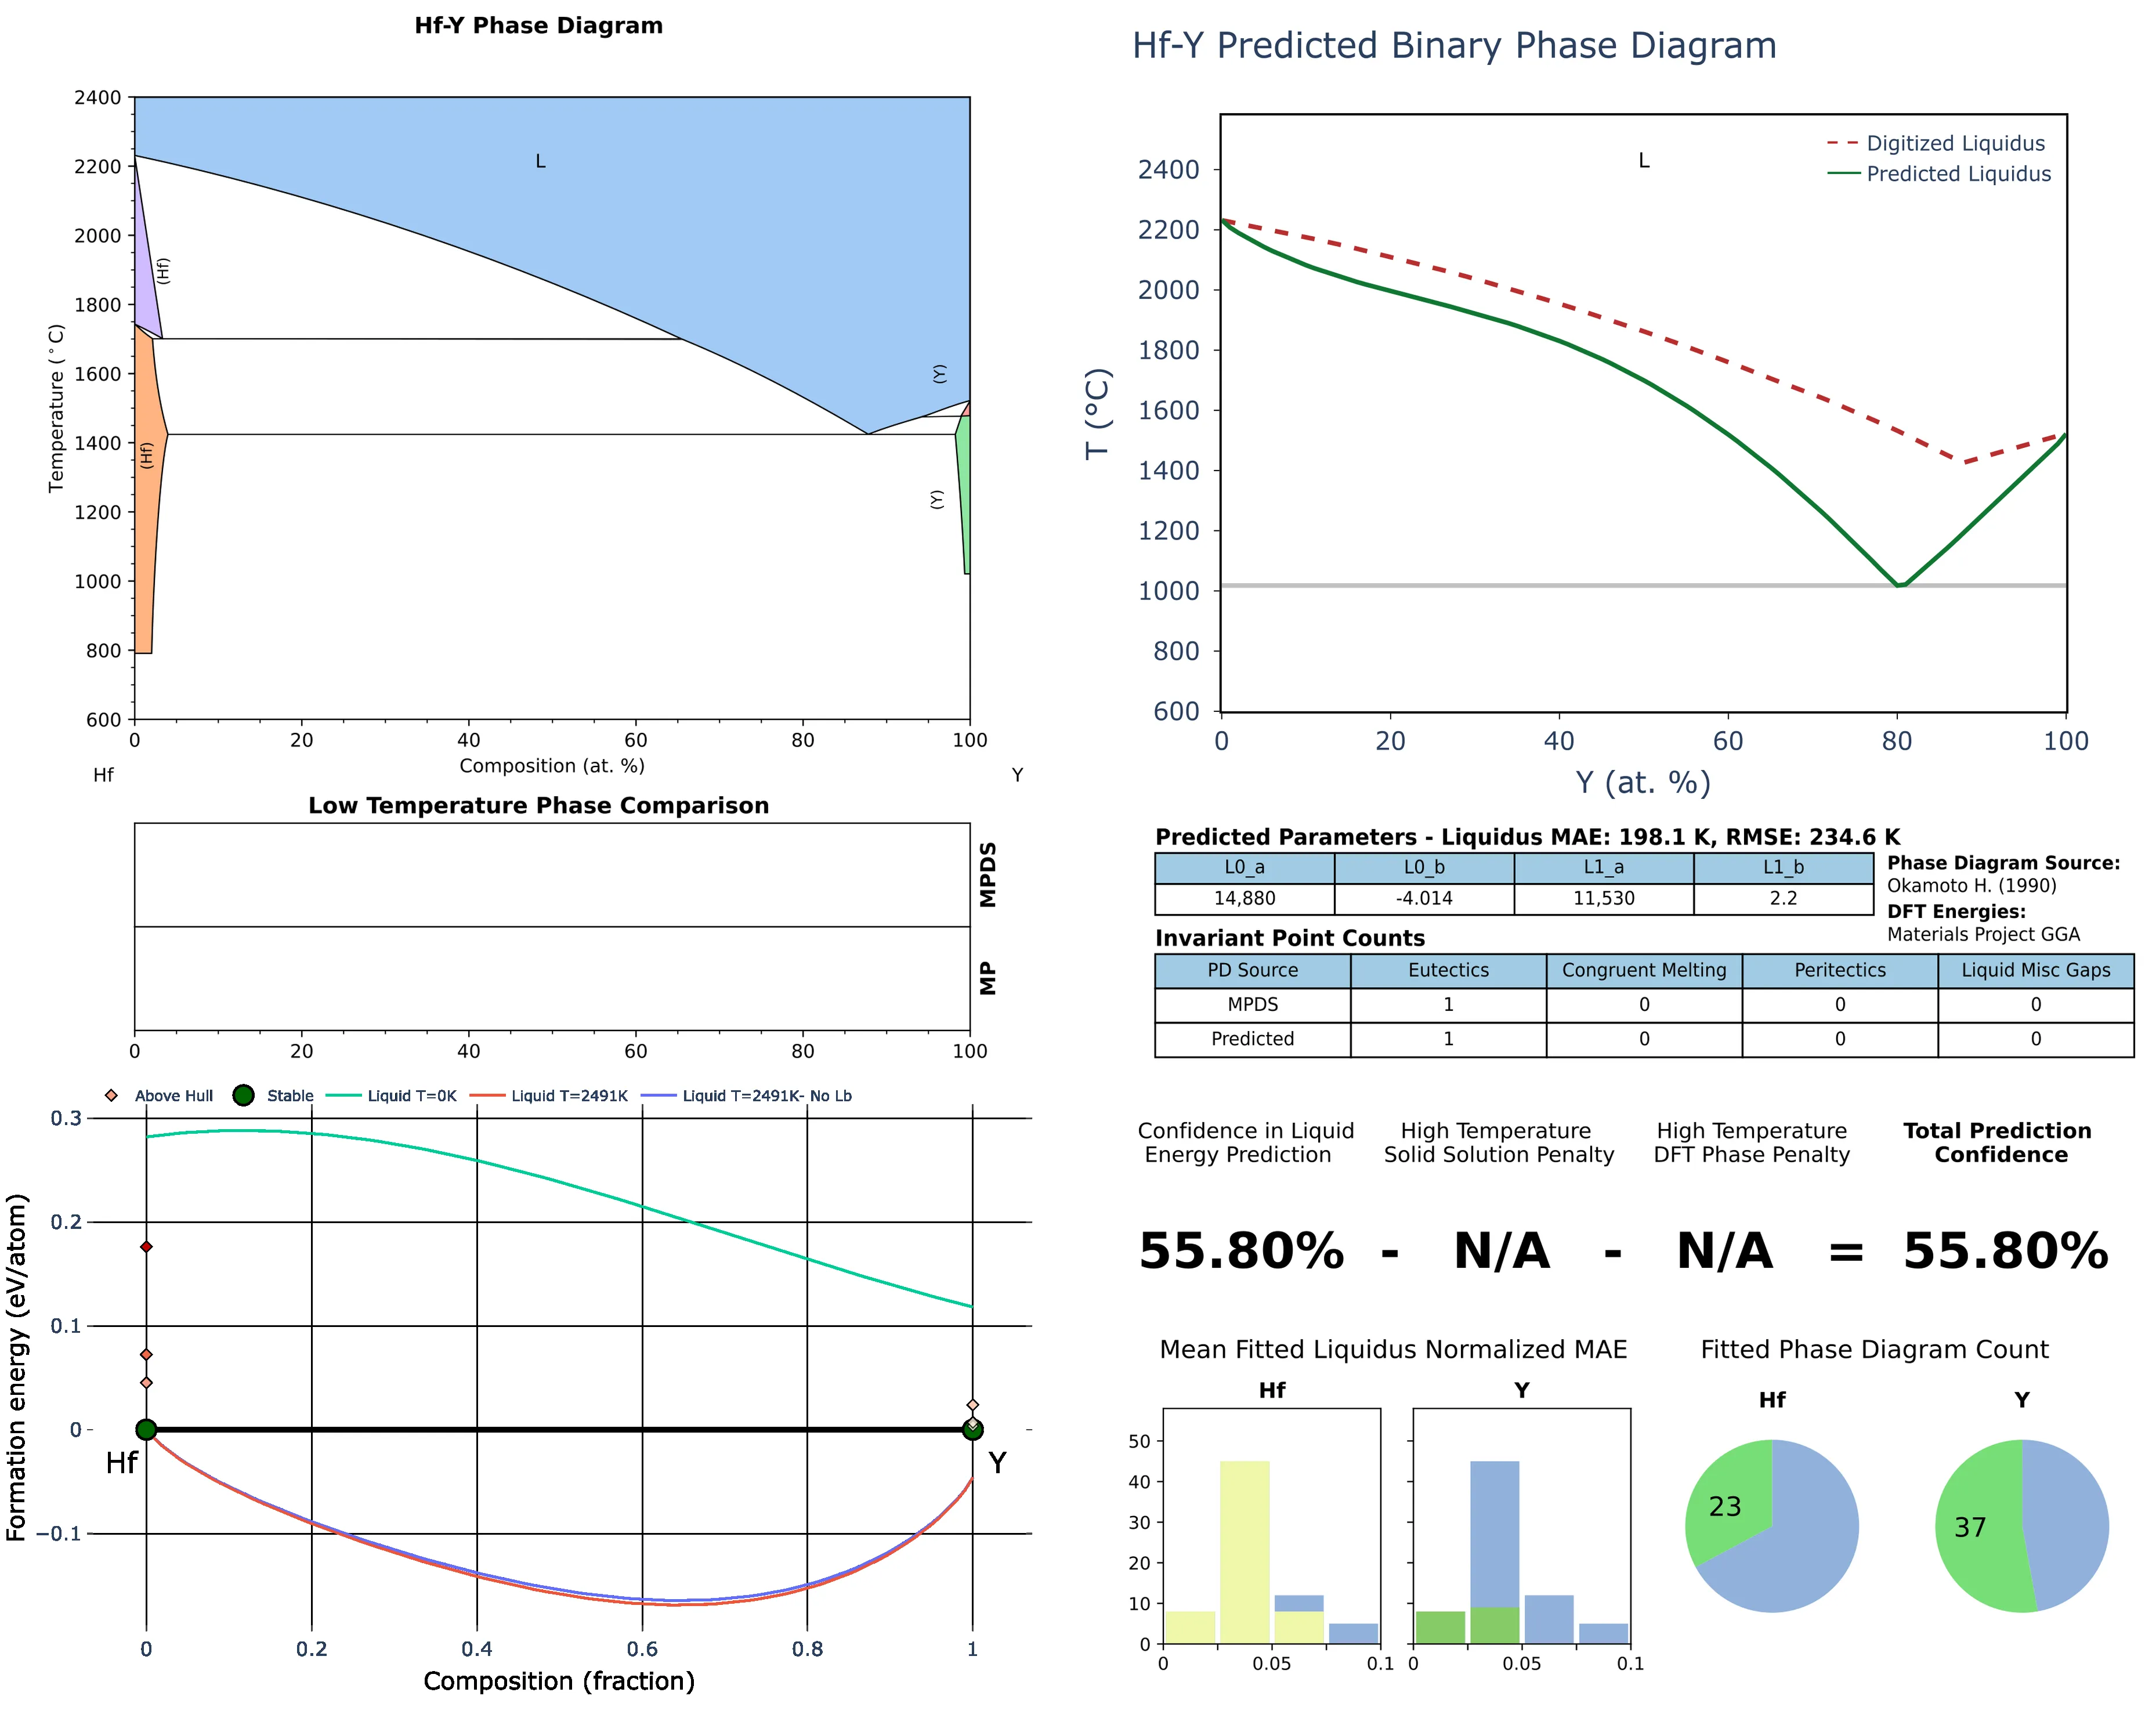 Hf-Y Phase Diagram
2400
2200
2000
1800
1600
1400
1200
1000
800
600
Temperature (°C)
L
(Hf)
(Hf)
(Y)
(Y)
0 20 40 60 80 100
Hf Composition (at. %) Y
Low Temperature Phase Comparison
MPDS
MP
0 20 40 60 80 100
Above Hull Stable Liquid T=0K Liquid T=2491K Liquid T=2491K- No Lb
0.3
0.2
0.1
0
−0.1
Formation energy (eV/atom)
Hf Y
0 0.2 0.4 0.6 0.8 1
Composition (fraction)
Hf-Y Predicted Binary Phase Diagram
L
Digitized Liquidus
Predicted Liquidus
2400
2200
2000
1800
1600
1400
1200
1000
800
600
T (°C)
0 20 40 60 80 100
Y (at. %)
Predicted Parameters - Liquidus MAE: 198.1 K, RMSE: 234.6 K
L0_a L0_b L1_a L1_b
14,880 -4.014 11,530 2.2
Phase Diagram Source:
Okamoto H. (1990)
DFT Energies:
Materials Project GGA
Invariant Point Counts
PD Source Eutectics Congruent Melting Peritectics Liquid Misc Gaps
MPDS 1 0 0 0
Predicted 1 0 0 0
Confidence in Liquid Energy Prediction
High Temperature Solid Solution Penalty
High Temperature DFT Phase Penalty
Total Prediction Confidence
55.80% - N/A - N/A = 55.80%
Mean Fitted Liquidus Normalized MAE
Hf Y
50
40
30
20
10
0
0 0.05 0.1 0 0.05 0.1
Fitted Phase Diagram Count
Hf Y
23 37